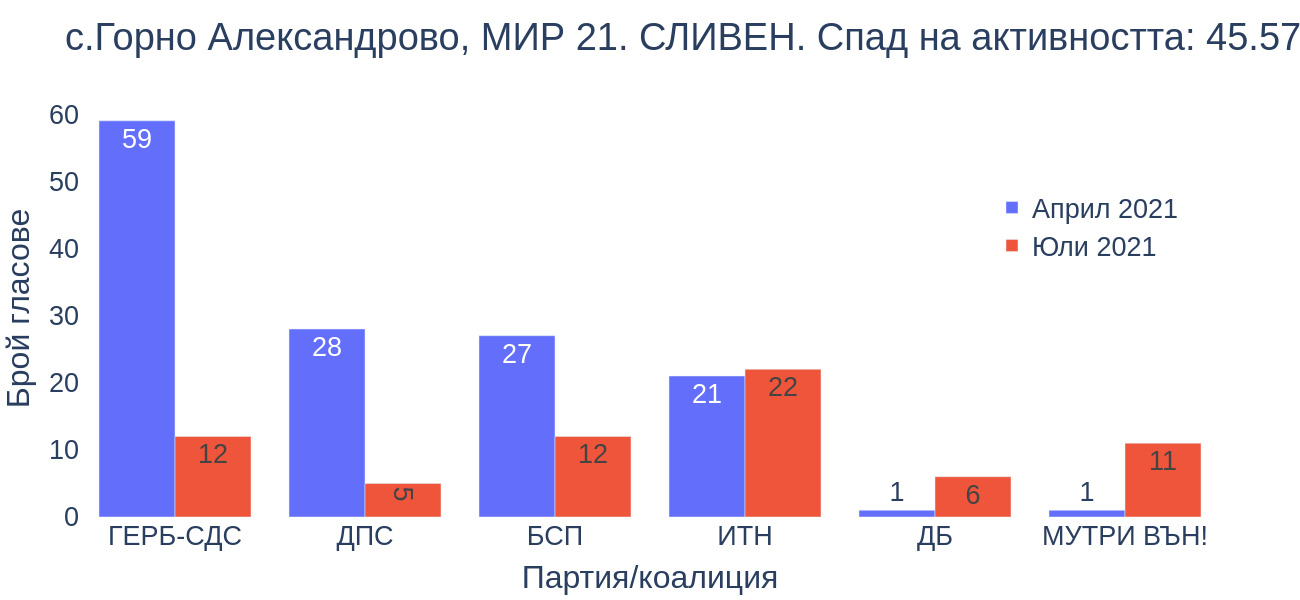 с.Горно Александрово, МИР 21. СЛИВЕН. Спад на активността: 45.57
60
50
40
30
20
10
0
Брой гласове
59
12
28
5
27
12
21
22
1
6
1
11
Април 2021
Юли 2021
ГЕРБ-СДС
ДПС
БСП
ИТН
ДБ
МУТРИ ВЪН!
Партия/коалиция